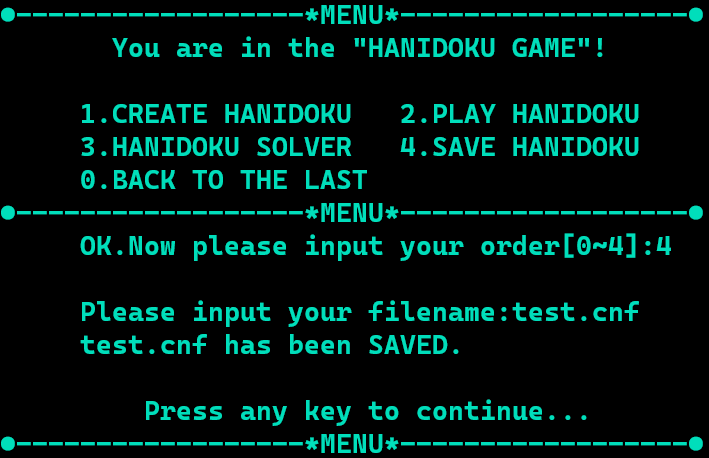 ●------------------*MENU*------------------●
You are in the "HANIDOKU GAME"!
1.CREATE HANIDOKU   2.PLAY HANIDOKU
3.HANIDOKU SOLVER   4.SAVE HANIDOKU
0.BACK TO THE LAST
●------------------*MENU*------------------●
OK.Now please input your order[0~4]:4
Please input your filename:test.cnf
test.cnf has been SAVED.
Press any key to continue...
●------------------*MENU*------------------●